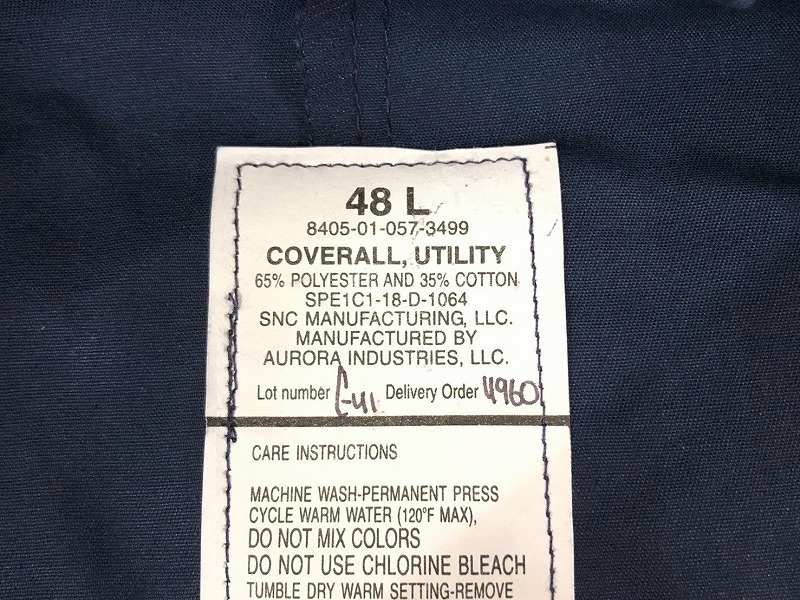 48 L
8405-01-057-3499
COVERALL, UTILITY
65% POLYESTER AND 35% COTTON
SPE1C1-18-D-1064
SNC MANUFACTURING, LLC.
MANUFACTURED BY
AURORA INDUSTRIES, LLC.
Lot number Delivery Order 4960
CARE INSTRUCTIONS
MACHINE WASH-PERMANENT PRESS
CYCLE WARM WATER (120°F MAX),
DO NOT MIX COLORS
DO NOT USE CHLORINE BLEACH
TUMBLE DRY WARM SETTING-REMOVE